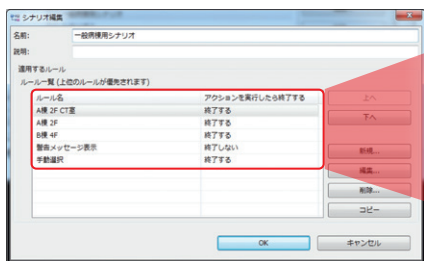 シナリオ編集
名前: 一般病棟用シナリオ
説明:
適用するルール
ルール一覧 (上位のルールが優先されます)
ルール名 アクションを実行したら終了する
A棟 2F CT室 終了する
A棟 2F 終了する
B棟 4F 終了する
警告メッセージ表示 終了しない
手動選択 終了する
上へ
下へ
新規...
編集...
削除...
コピー
OK キャンセル